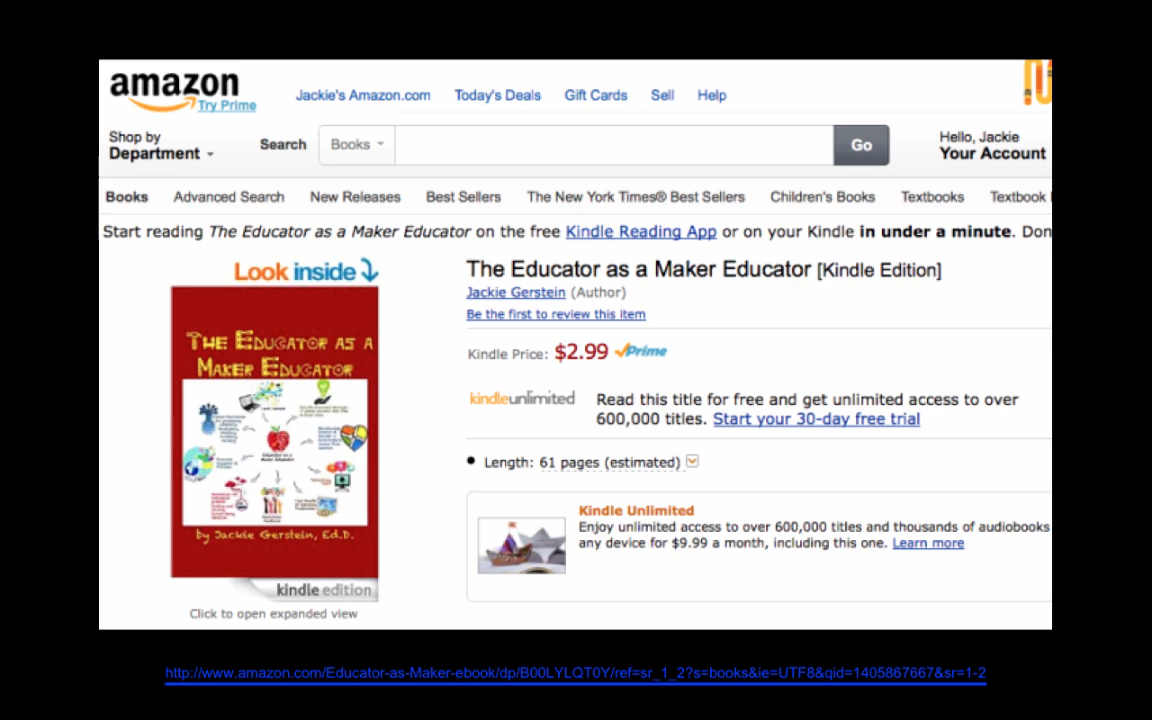 amazon
Try Prime
Jackie's Amazon.com Today's Deals Gift Cards Sell Help
Shop by
Department
Search Books Go
Hello, Jackie
Your Account
Books Advanced Search New Releases Best Sellers The New York Times® Best Sellers Children's Books Textbooks Textbook
Start reading The Educator as a Maker Educator on the free Kindle Reading App or on your Kindle in under a minute. Don
Look inside
THE EDUCATOR AS A
MAKER EDUCATOR
by Jackie Gerstein, Ed.D.
kindle edition
Click to open expanded view
The Educator as a Maker Educator [Kindle Edition]
Jackie Gerstein (Author)
Be the first to review this item
Kindle Price: $2.99 Prime
kindleunlimited
Read this title for free and get unlimited access to over
600,000 titles. Start your 30-day free trial
Length: 61 pages (estimated)
Kindle Unlimited
Enjoy unlimited access to over 600,000 titles and thousands of audiobooks
any device for $9.99 a month, including this one. Learn more
http://www.amazon.com/Educator-as-Maker-ebook/dp/B00LYLQT0Y/ref=sr_1_2?s=books&ie=UTF8&qid=1405867667&sr=1-2